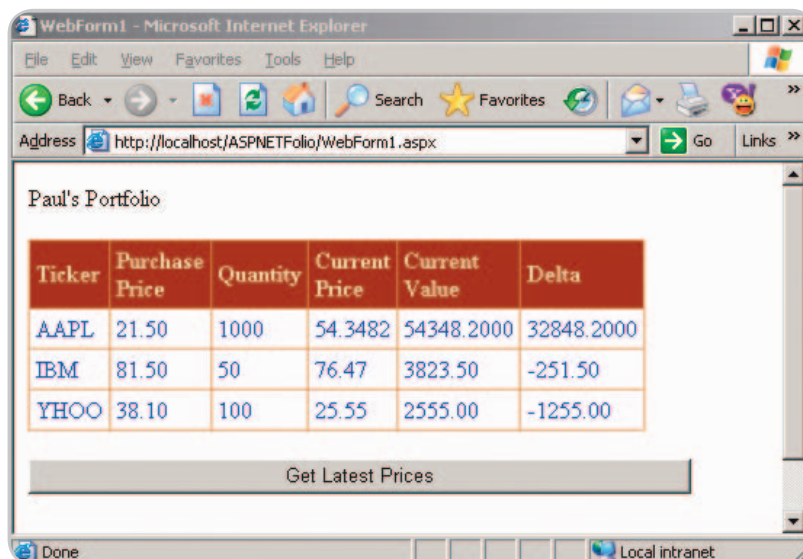 WebForm1 - Microsoft Internet Explorer
File Edit View Favorites Tools Help
Back Search Favorites »
Address http://localhost/ASPNETFolio/WebForm1.aspx Go Links »
Paul's Portfolio
Ticker Purchase Price Quantity Current Price Current Value Delta
AAPL 21.50 1000 54.3482 54348.2000 32848.2000
IBM 81.50 50 76.47 3823.50 -251.50
YHOO 38.10 100 25.55 2555.00 -1255.00
Get Latest Prices
Done Local intranet